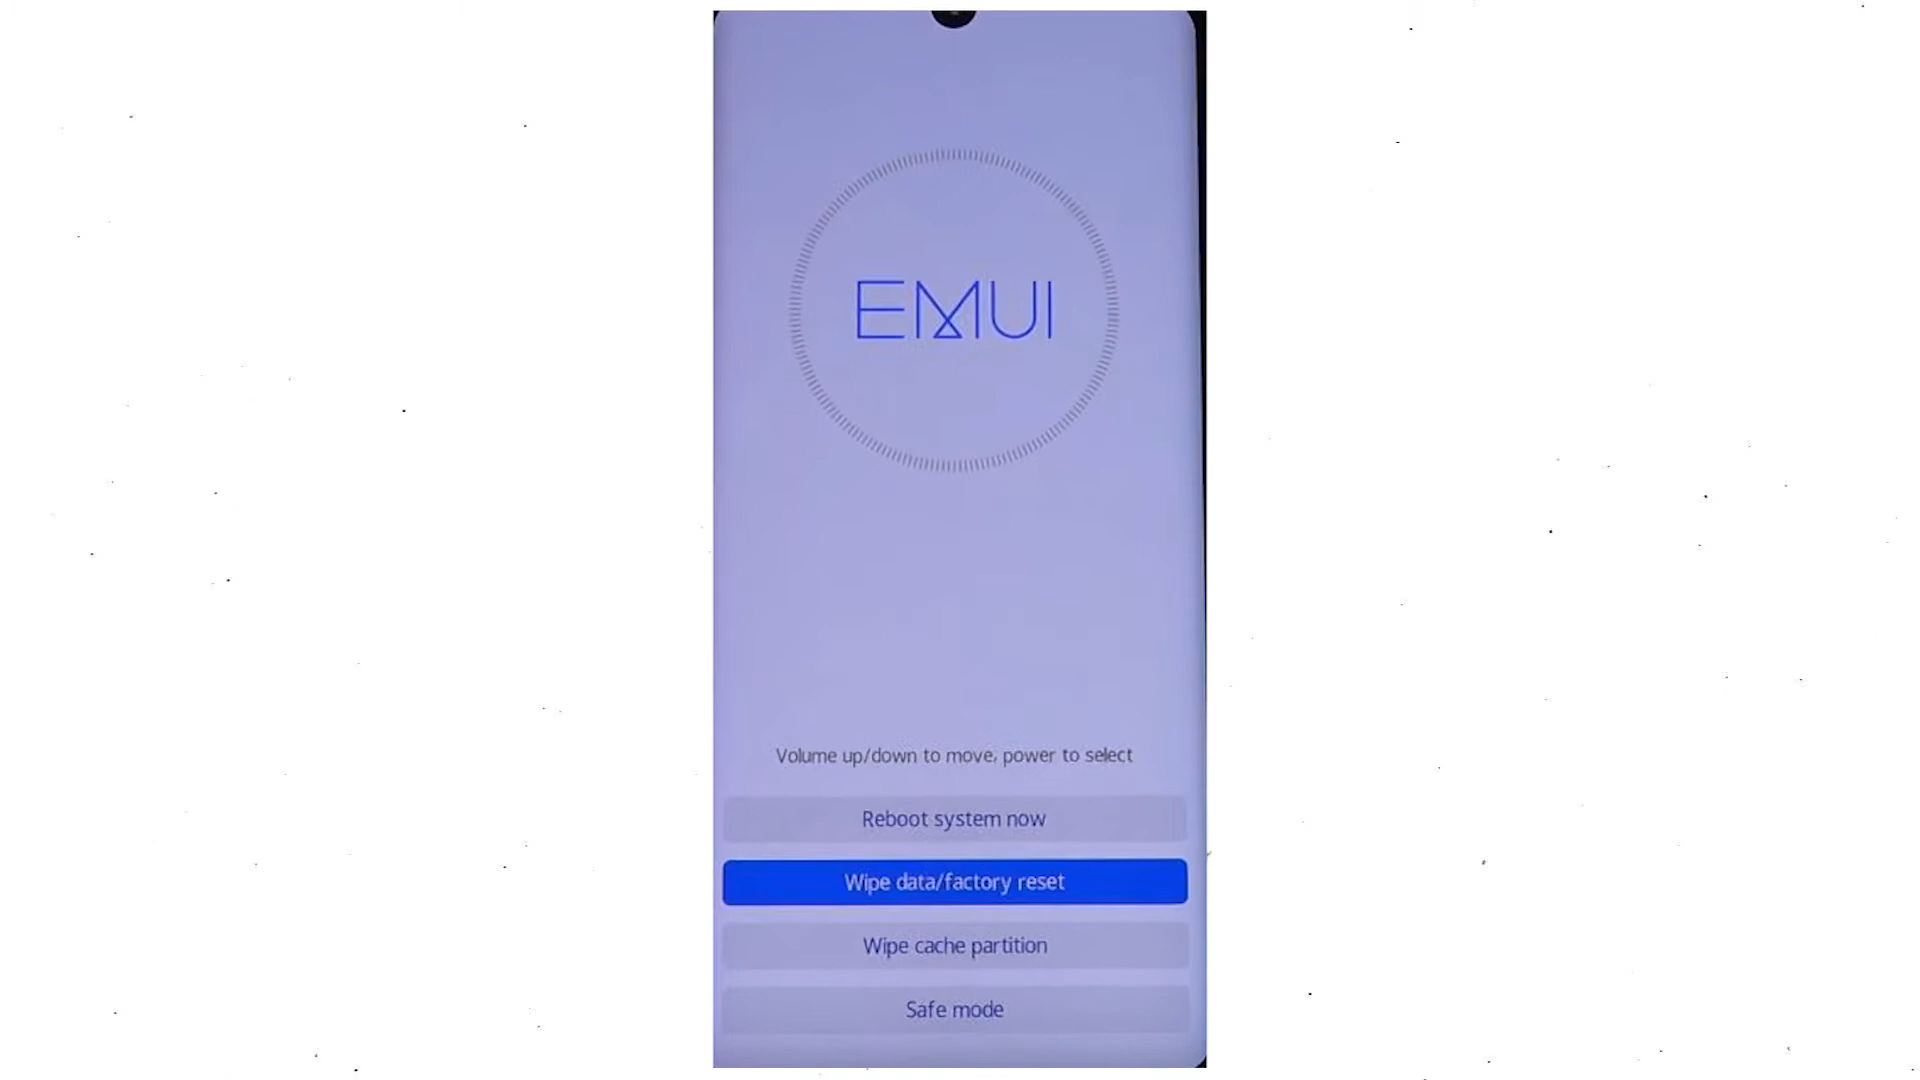 EMUI
Volume up/down to move, power to select
Reboot system now
Wipe data/factory reset
Wipe cache partition
Safe mode